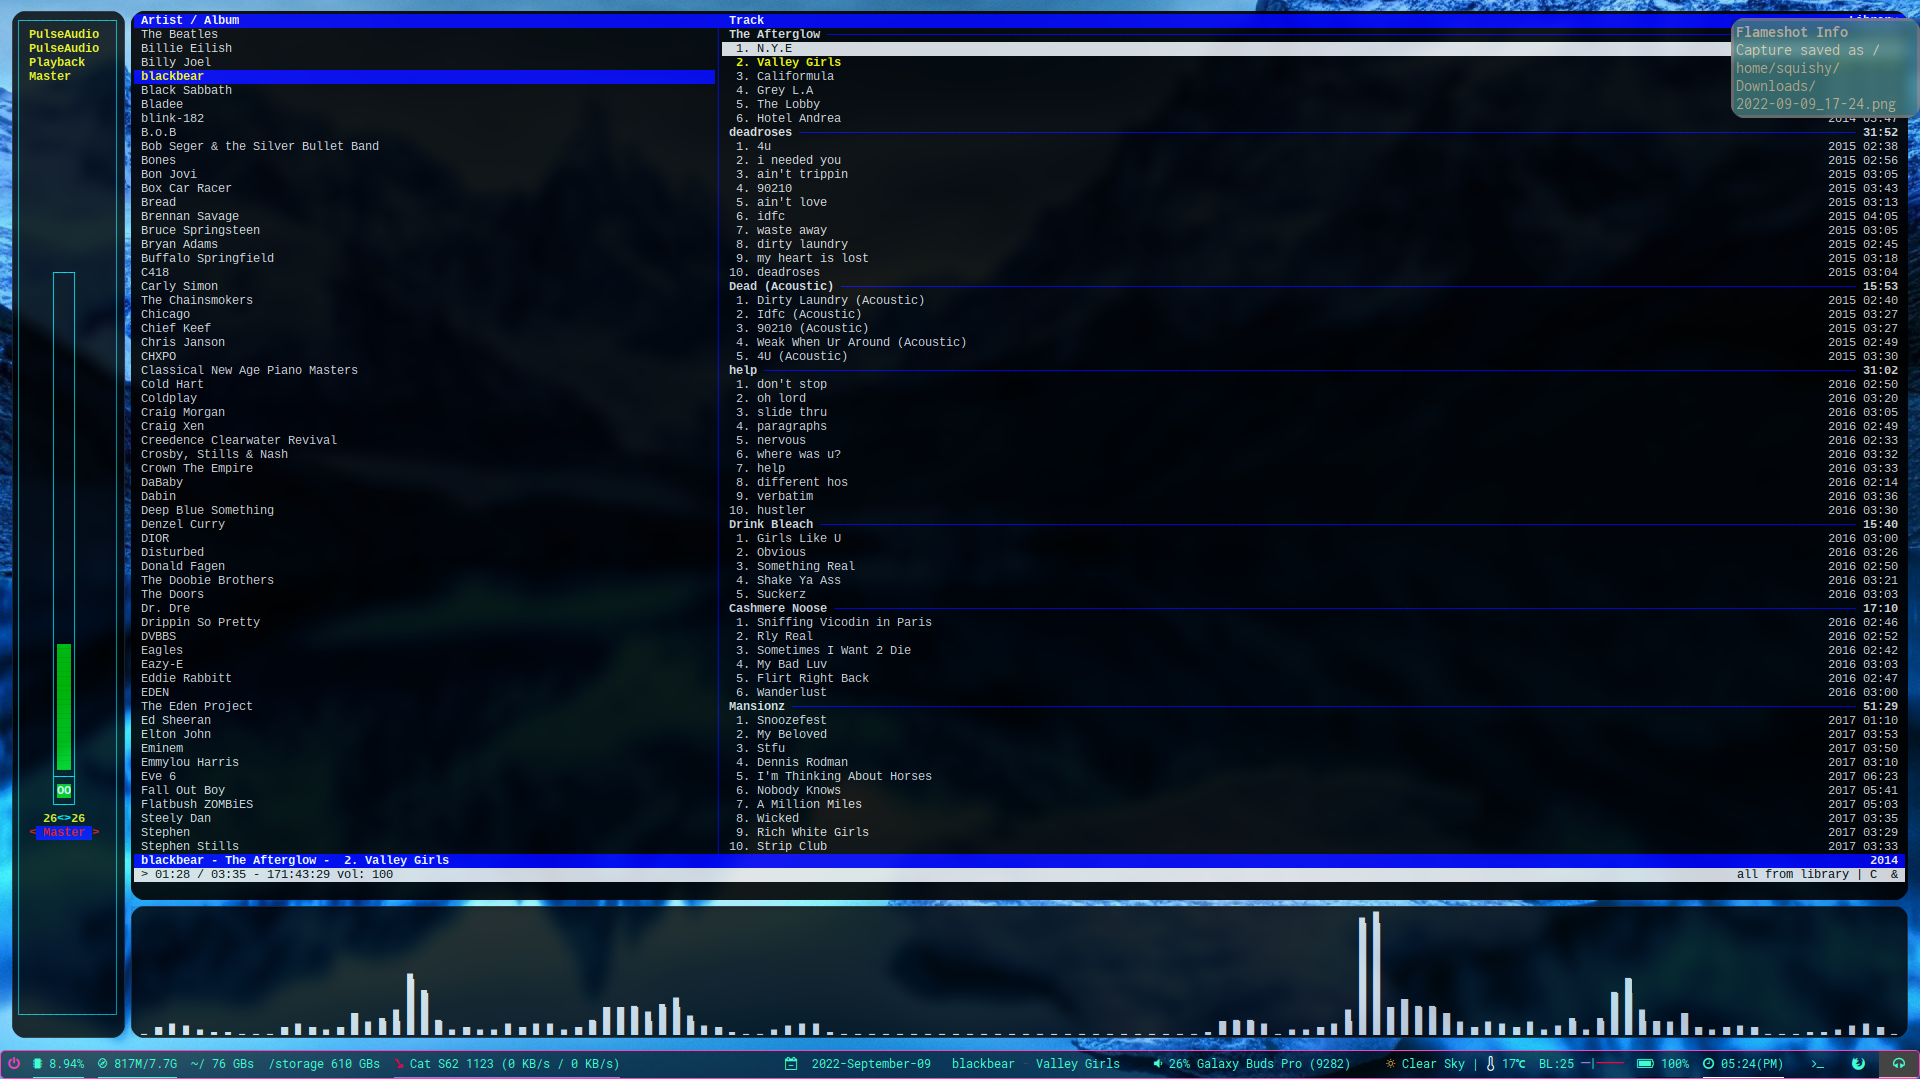 PulseAudio
PulseAudio
Playback
Master
26<>26
< Master >
Artist / Album
The Beatles
Billie Eilish
Billy Joel
blackbear
Black Sabbath
Bladee
blink-182
B.o.B
Bob Seger & the Silver Bullet Band
Bones
Bon Jovi
Box Car Racer
Bread
Brennan Savage
Bruce Springsteen
Bryan Adams
Buffalo Springfield
C418
Carly Simon
The Chainsmokers
Chicago
Chief Keef
Chris Janson
CHXPO
Classical New Age Piano Masters
Cold Hart
Coldplay
Craig Morgan
Craig Xen
Creedence Clearwater Revival
Crosby, Stills & Nash
Crown The Empire
DaBaby
Dabin
Deep Blue Something
Denzel Curry
DIOR
Disturbed
Donald Fagen
The Doobie Brothers
The Doors
Dr. Dre
Drippin So Pretty
DVBBS
Eagles
Eazy-E
Eddie Rabbitt
EDEN
The Eden Project
Ed Sheeran
Elton John
Eminem
Emmylou Harris
Eve 6
Fall Out Boy
Flatbush ZOMBiES
Steely Dan
Stephen
Stephen Stills
Track
The Afterglow
1. N.Y.E
2. Valley Girls
3. Califormula
4. Grey L.A
5. The Lobby
6. Hotel Andrea 2014 03:47
deadroses 31:52
1. 4u 2015 02:38
2. i needed you 2015 02:56
3. ain't trippin 2015 03:05
4. 90210 2015 03:43
5. ain't love 2015 03:13
6. idfc 2015 04:05
7. waste away 2015 03:05
8. dirty laundry 2015 02:45
9. my heart is lost 2015 03:18
10. deadroses 2015 03:04
Dead (Acoustic) 15:53
1. Dirty Laundry (Acoustic) 2015 02:40
2. Idfc (Acoustic) 2015 03:27
3. 90210 (Acoustic) 2015 03:27
4. Weak When Ur Around (Acoustic) 2015 02:49
5. 4U (Acoustic) 2015 03:30
help 31:02
1. don't stop 2016 02:50
2. oh lord 2016 03:20
3. slide thru 2016 03:05
4. paragraphs 2016 02:49
5. nervous 2016 02:33
6. where was u? 2016 03:32
7. help 2016 03:33
8. different hos 2016 02:14
9. verbatim 2016 03:36
10. hustler 2016 03:30
Drink Bleach 15:40
1. Girls Like U 2016 03:00
2. Obvious 2016 03:26
3. Something Real 2016 02:50
4. Shake Ya Ass 2016 03:21
5. Suckerz 2016 03:03
Cashmere Noose 17:10
1. Sniffing Vicodin in Paris 2016 02:46
2. Rly Real 2016 02:52
3. Sometimes I Want 2 Die 2016 02:42
4. My Bad Luv 2016 03:03
5. Flirt Right Back 2016 02:47
6. Wanderlust 2016 03:00
Mansionz 51:29
1. Snoozefest 2017 01:10
2. My Beloved 2017 03:53
3. Stfu 2017 03:50
4. Dennis Rodman 2017 03:10
5. I'm Thinking About Horses 2017 06:23
6. Nobody Knows 2017 05:41
7. A Million Miles 2017 05:03
8. Wicked 2017 03:35
9. Rich White Girls 2017 03:29
10. Strip Club 2017 03:33
Flameshot Info
Capture saved as /
home/squishy/
Downloads/
2022-09-09_17-24.png
blackbear - The Afterglow - 2. Valley Girls 2014
> 01:28 / 03:35 - 171:43:29 vol: 100 all from library | C &
8.94% 817M/7.7G ~/ 76 GBs /storage 610 GBs Cat S62 1123 (0 KB/s / 0 KB/s) 2022-September-09 blackbear - Valley Girls 26% Galaxy Buds Pro (9282) Clear Sky | 17℃ BL:25 100% 05:24(PM) >_